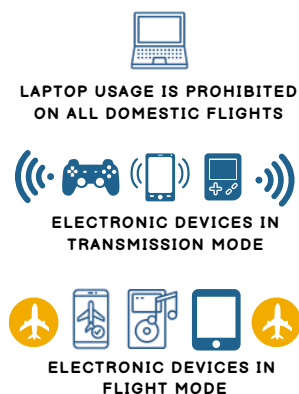 LAPTOP USAGE IS PROHIBITED
ON ALL DOMESTIC FLIGHTS
ELECTRONIC DEVICES IN
TRANSMISSION MODE
ELECTRONIC DEVICES IN
FLIGHT MODE